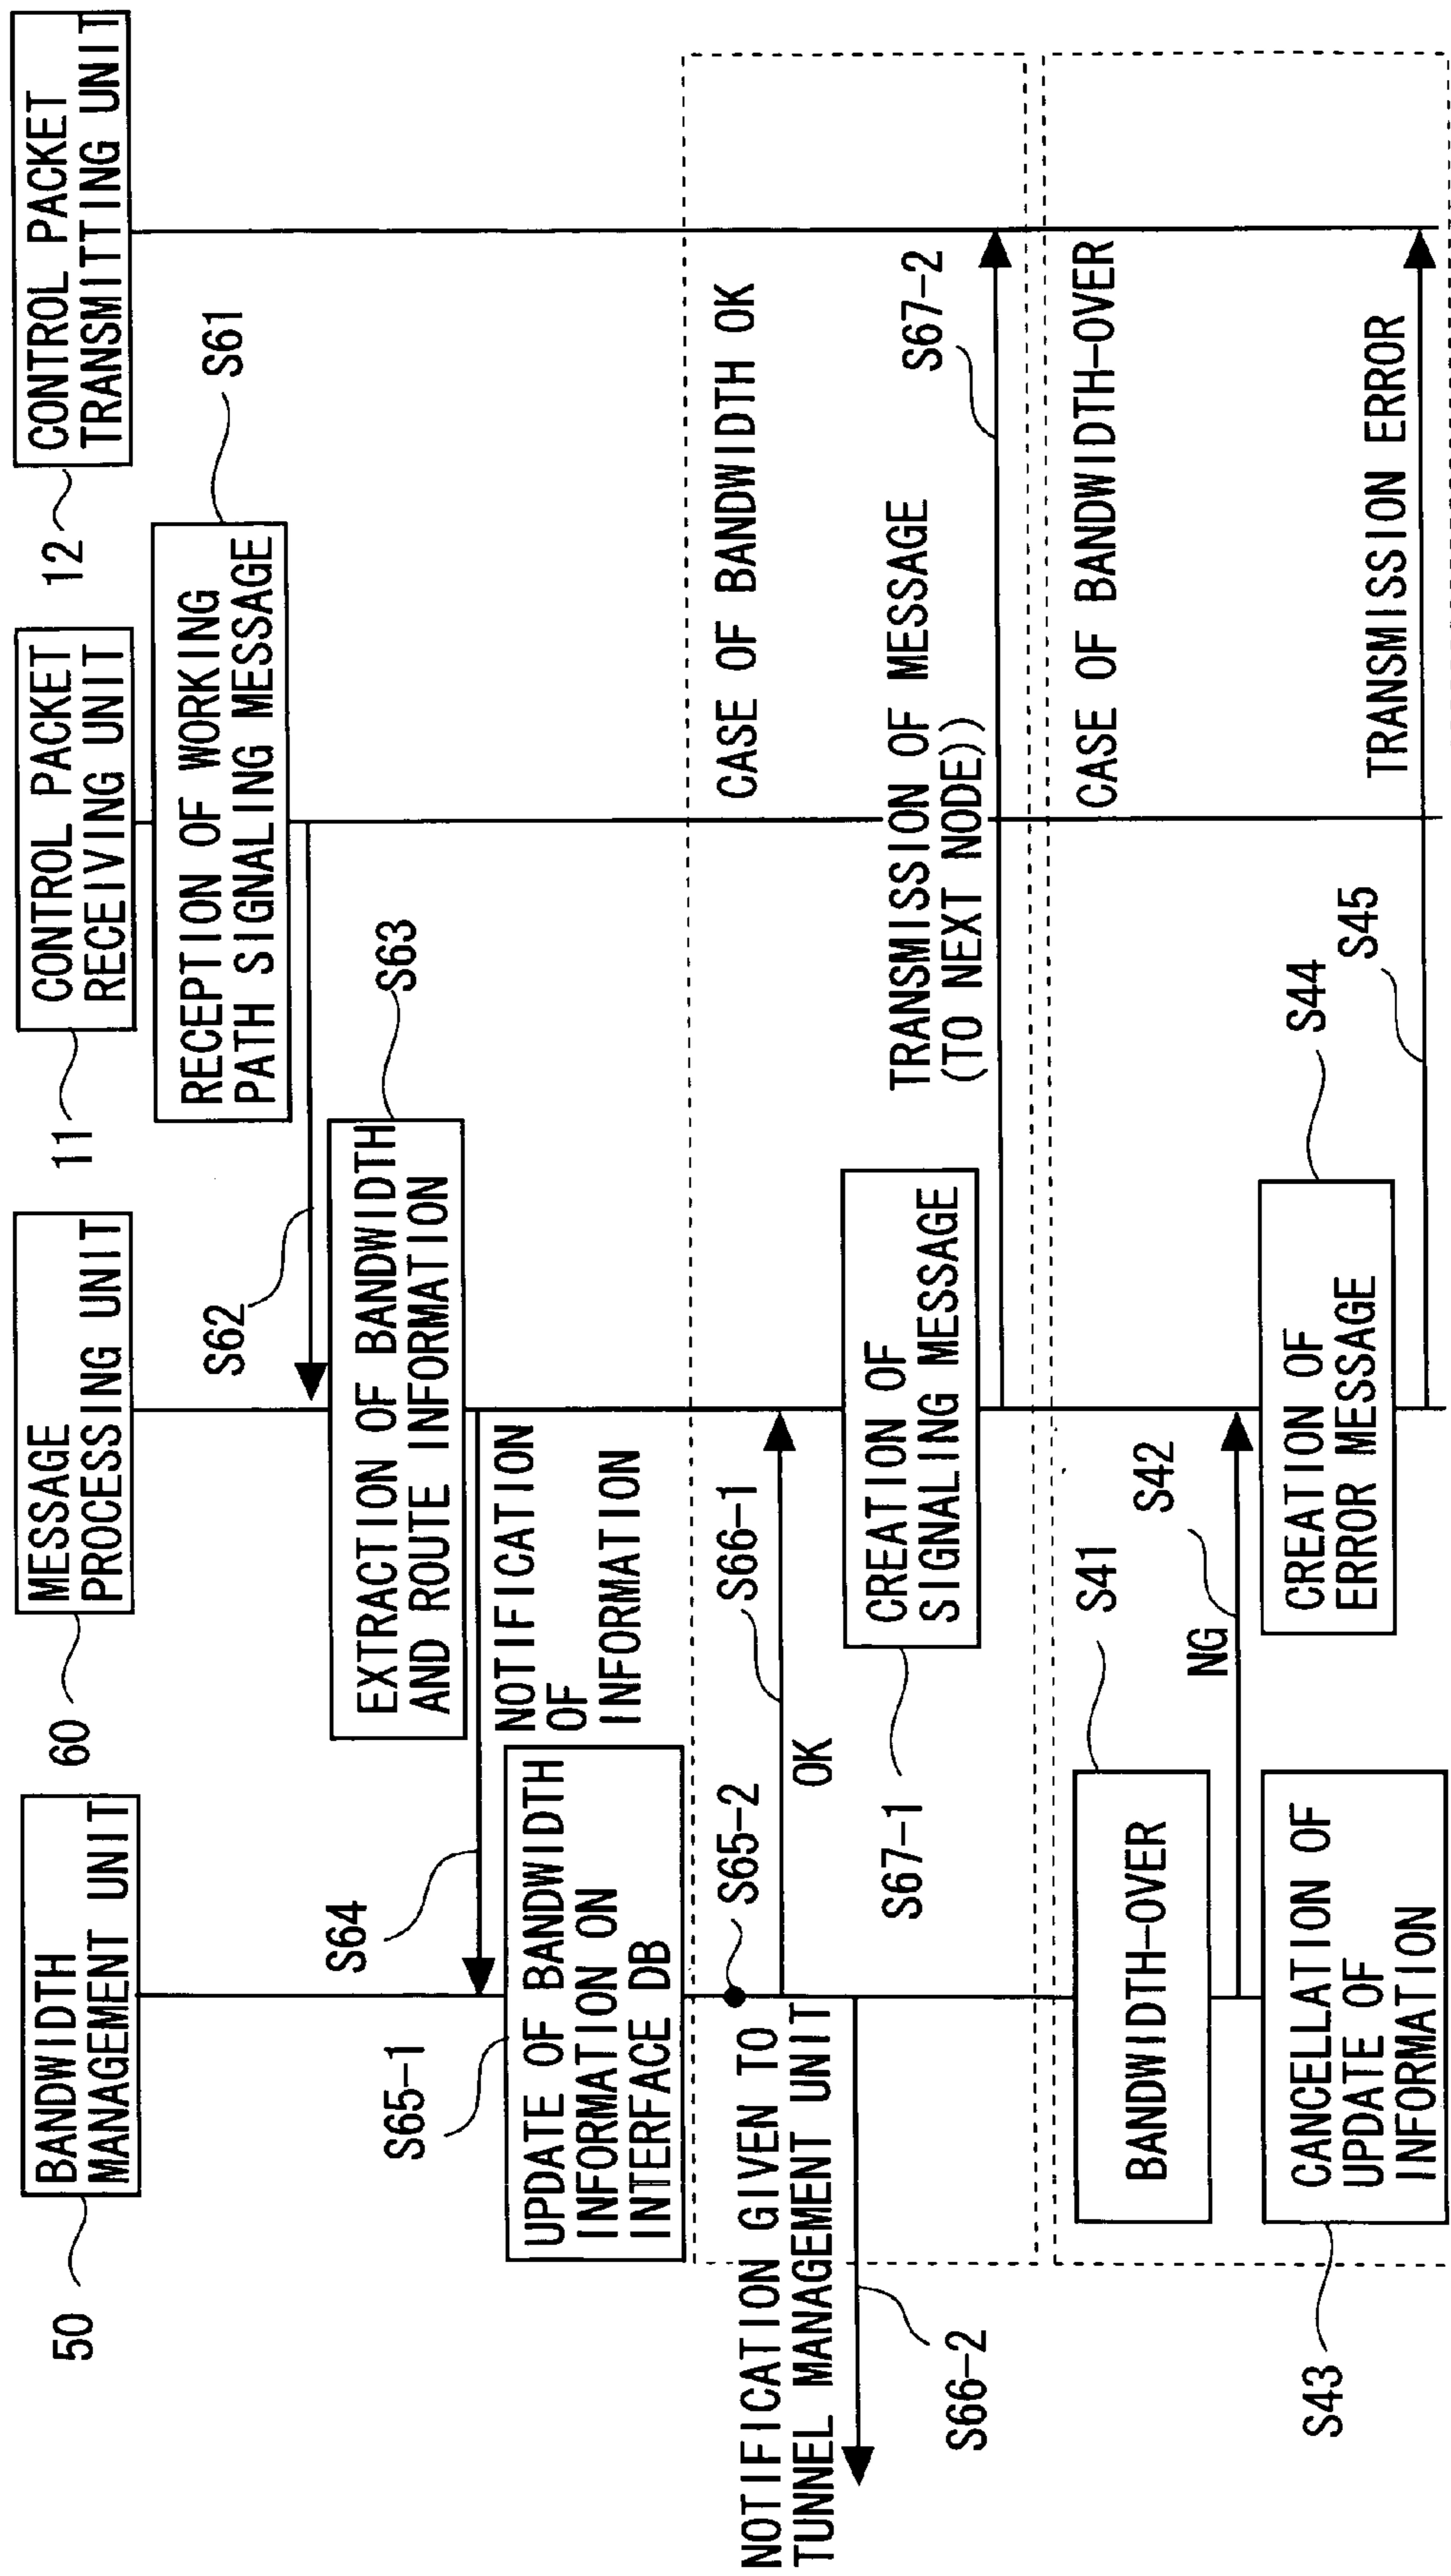 BANDWIDTH
MANAGEMENT UNIT
50
MESSAGE
PROCESSING UNIT
60
CONTROL PACKET
RECEIVING UNIT
11
CONTROL PACKET
TRANSMITTING UNIT
12
RECEPTION OF WORKING
PATH SIGNALING MESSAGE
S61
S62
EXTRACTION OF BANDWIDTH
AND ROUTE INFORMATION
S63
S64
NOTIFICATION
OF
INFORMATION
S65-1
UPDATE OF BANDWIDTH
INFORMATION ON
INTERFACE DB
CASE OF BANDWIDTH OK
S65-2
S66-1
OK
NOTIFICATION GIVEN TO
TUNNEL MANAGEMENT UNIT
S66-2
CREATION OF
SIGNALING MESSAGE
S67-1
TRANSMISSION OF MESSAGE
(TO NEXT NODE))
S67-2
CASE OF BANDWIDTH-OVER
BANDWIDTH-OVER
S41
NG
S42
CANCELLATION OF
UPDATE OF
INFORMATION
S43
CREATION OF
ERROR MESSAGE
S44
S45
TRANSMISSION ERROR